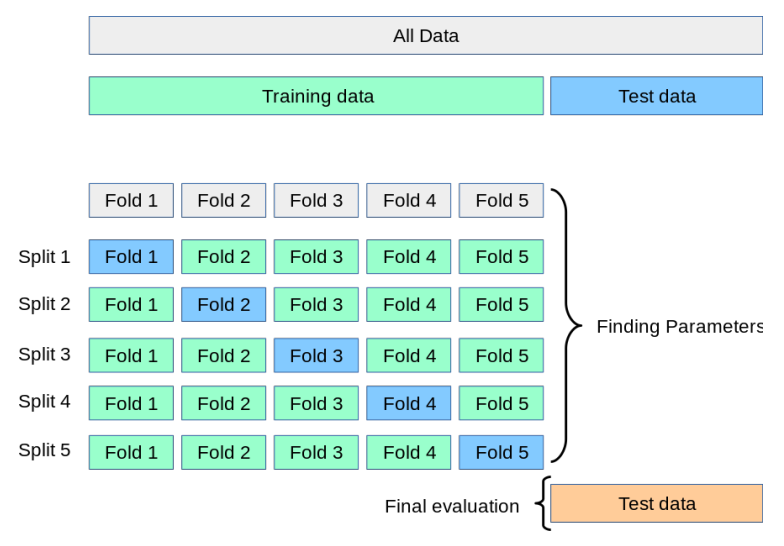 All Data
Training data Test data
Fold 1 Fold 2 Fold 3 Fold 4 Fold 5
Split 1 Fold 1 Fold 2 Fold 3 Fold 4 Fold 5
Split 2 Fold 1 Fold 2 Fold 3 Fold 4 Fold 5
Finding Parameters
Split 3 Fold 1 Fold 2 Fold 3 Fold 4 Fold 5
Split 4 Fold 1 Fold 2 Fold 3 Fold 4 Fold 5
Split 5 Fold 1 Fold 2 Fold 3 Fold 4 Fold 5
Final evaluation Test data